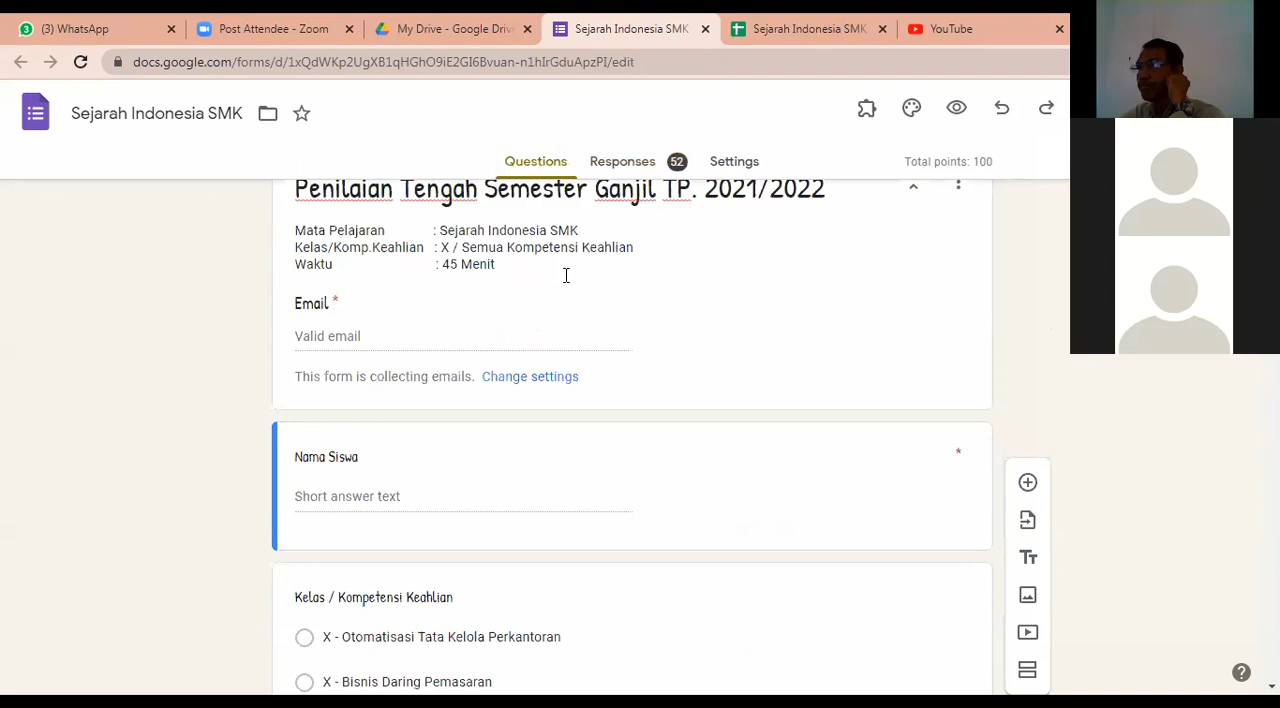 (3) WhatsApp
Post Attendee - Zoom
My Drive - Google Driv
Sejarah Indonesia SMK
Sejarah Indonesia SMK
YouTube
docs.google.com/forms/d/1xQdWKp2UgXB1qHGhO9iE2GI6Bvuan-n1hIrGduApzPI/edit
Sejarah Indonesia SMK
Questions
Responses 52
Settings
Total points: 100
Penilaian Tengah Semester Ganjil TP. 2021/2022
Mata Pelajaran : Sejarah Indonesia SMK
Kelas/Komp.Keahlian : X / Semua Kompetensi Keahlian
Waktu : 45 Menit
Email *
Valid email
This form is collecting emails. Change settings
Nama Siswa *
Short answer text
Kelas / Kompetensi Keahlian
X - Otomatisasi Tata Kelola Perkantoran
X - Bisnis Daring Pemasaran